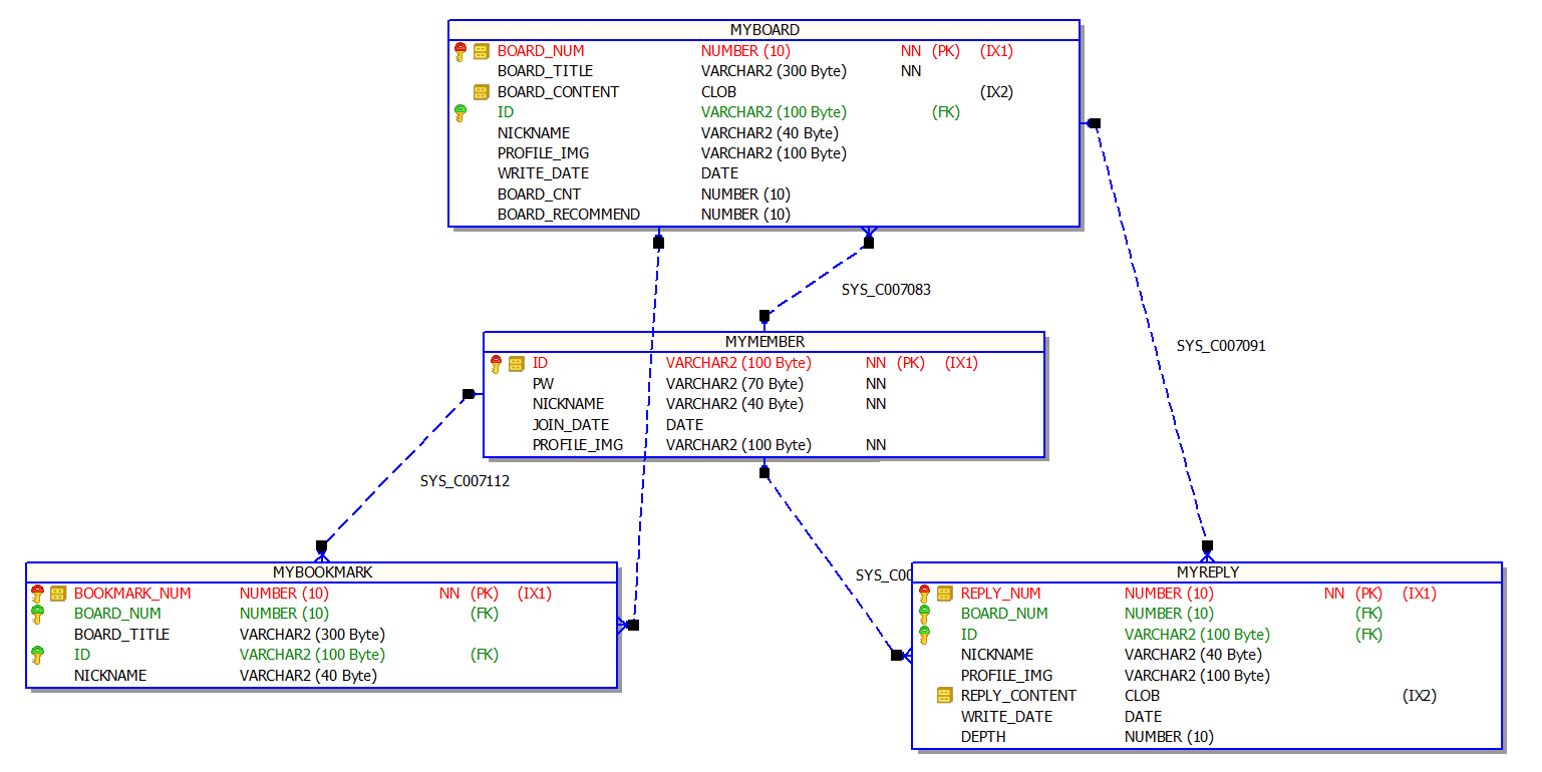 MYBOARD
BOARD_NUM NUMBER (10) NN (PK) (IX1)
BOARD_TITLE VARCHAR2 (300 Byte) NN
BOARD_CONTENT CLOB (IX2)
ID VARCHAR2 (100 Byte) (FK)
NICKNAME VARCHAR2 (40 Byte)
PROFILE_IMG VARCHAR2 (100 Byte)
WRITE_DATE DATE
BOARD_CNT NUMBER (10)
BOARD_RECOMMEND NUMBER (10)
SYS_C007083
MYMEMBER
ID VARCHAR2 (100 Byte) NN (PK) (IX1)
PW VARCHAR2 (70 Byte) NN
NICKNAME VARCHAR2 (40 Byte) NN
JOIN_DATE DATE
PROFILE_IMG VARCHAR2 (100 Byte) NN
SYS_C007091
SYS_C007112
MYBOOKMARK
BOOKMARK_NUM NUMBER (10) NN (PK) (IX1)
BOARD_NUM NUMBER (10) (FK)
BOARD_TITLE VARCHAR2 (300 Byte)
ID VARCHAR2 (100 Byte) (FK)
NICKNAME VARCHAR2 (40 Byte)
MYREPLY
REPLY_NUM NUMBER (10) NN (PK) (IX1)
BOARD_NUM NUMBER (10) (FK)
ID VARCHAR2 (100 Byte) (FK)
NICKNAME VARCHAR2 (40 Byte)
PROFILE_IMG VARCHAR2 (100 Byte)
REPLY_CONTENT CLOB (IX2)
WRITE_DATE DATE
DEPTH NUMBER (10)